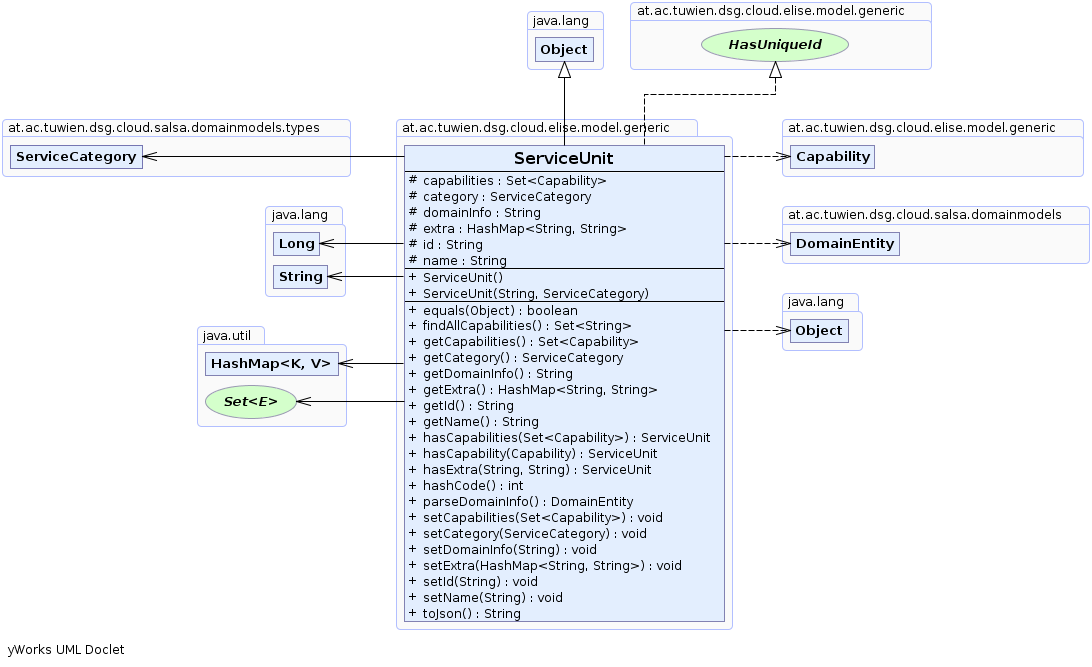 java.lang
Object
at.ac.tuwien.dsg.cloud.elise.model.generic
HasUniqueId
at.ac.tuwien.dsg.cloud.salsa.domainmodels.types
ServiceCategory
java.lang
Long
String
java.util
HashMap<K, V>
Set<E>
at.ac.tuwien.dsg.cloud.elise.model.generic
ServiceUnit
# capabilities : Set<Capability>
# category : ServiceCategory
# domainInfo : String
# extra : HashMap<String, String>
# id : String
# name : String
+ ServiceUnit()
+ ServiceUnit(String, ServiceCategory)
+ equals(Object) : boolean
+ findAllCapabilities() : Set<String>
+ getCapabilities() : Set<Capability>
+ getCategory() : ServiceCategory
+ getDomainInfo() : String
+ getExtra() : HashMap<String, String>
+ getId() : String
+ getName() : String
+ hasCapabilities(Set<Capability>) : ServiceUnit
+ hasCapability(Capability) : ServiceUnit
+ hasExtra(String, String) : ServiceUnit
+ hashCode() : int
+ parseDomainInfo() : DomainEntity
+ setCapabilities(Set<Capability>) : void
+ setCategory(ServiceCategory) : void
+ setDomainInfo(String) : void
+ setExtra(HashMap<String, String>) : void
+ setId(String) : void
+ setName(String) : void
+ toJson() : String
at.ac.tuwien.dsg.cloud.elise.model.generic
Capability
at.ac.tuwien.dsg.cloud.salsa.domainmodels
DomainEntity
java.lang
Object
yWorks UML Doclet